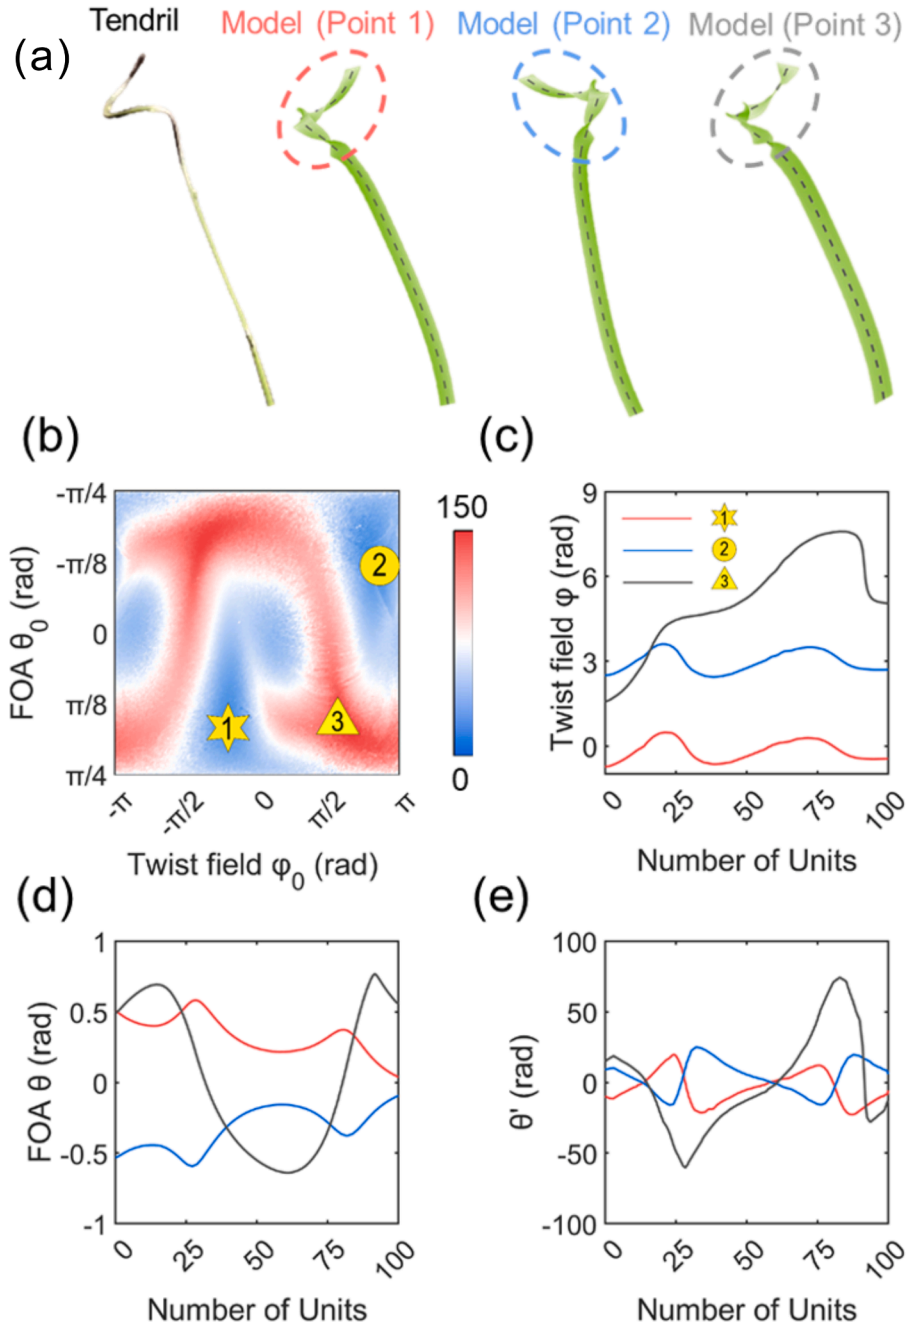 Tendril Model (Point 1) Model (Point 2) Model (Point 3)
(a)
(b)
-π/4
-π/8
0
π/8
π/4
FOA θ0 (rad)
2
1
3
-π
-π/2
0
π/2
π
Twist field φ0 (rad)
150
0
(c)
9
6
3
0
Twist field φ (rad)
1
2
3
0
25
50
75
100
Number of Units
(d)
1
0.5
0
-0.5
-1
FOA θ (rad)
0
25
50
75
100
Number of Units
(e)
100
50
0
-50
-100
θ' (rad)
0
25
50
75
100
Number of Units